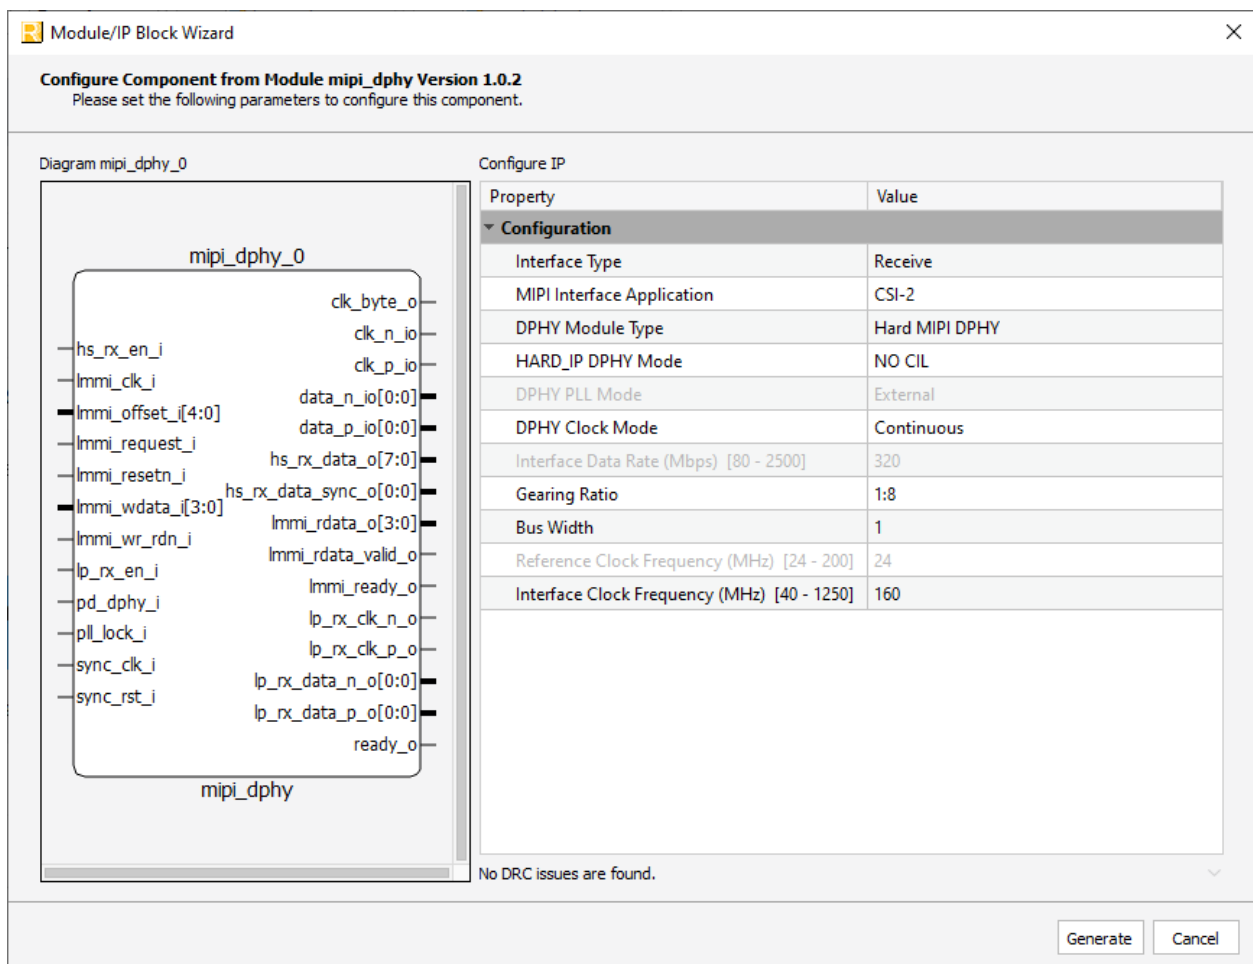 Module/IP Block Wizard
Configure Component from Module mipi_dphy Version 1.0.2
Please set the following parameters to configure this component.
Diagram mipi_dphy_0
mipi_dphy_0
hs_rx_en_i
lmmi_clk_i
lmmi_offset_i[4:0]
lmmi_request_i
lmmi_resetn_i
lmmi_wdata_i[3:0]
lmmi_wr_rdn_i
lp_rx_en_i
pd_dphy_i
pll_lock_i
sync_clk_i
sync_rst_i
clk_byte_o
clk_n_io
clk_p_io
data_n_io[0:0]
data_p_io[0:0]
hs_rx_data_o[7:0]
hs_rx_data_sync_o[0:0]
lmmi_rdata_o[3:0]
lmmi_rdata_valid_o
lmmi_ready_o
lp_rx_clk_n_o
lp_rx_clk_p_o
lp_rx_data_n_o[0:0]
lp_rx_data_p_o[0:0]
ready_o
mipi_dphy
Configure IP
Property Value
Configuration
Interface Type Receive
MIPI Interface Application CSI-2
DPHY Module Type Hard MIPI DPHY
HARD_IP DPHY Mode NO CIL
DPHY PLL Mode External
DPHY Clock Mode Continuous
Interface Data Rate (Mbps) [80 - 2500] 320
Gearing Ratio 1:8
Bus Width 1
Reference Clock Frequency (MHz) [24 - 200] 24
Interface Clock Frequency (MHz) [40 - 1250] 160
No DRC issues are found.
Generate Cancel